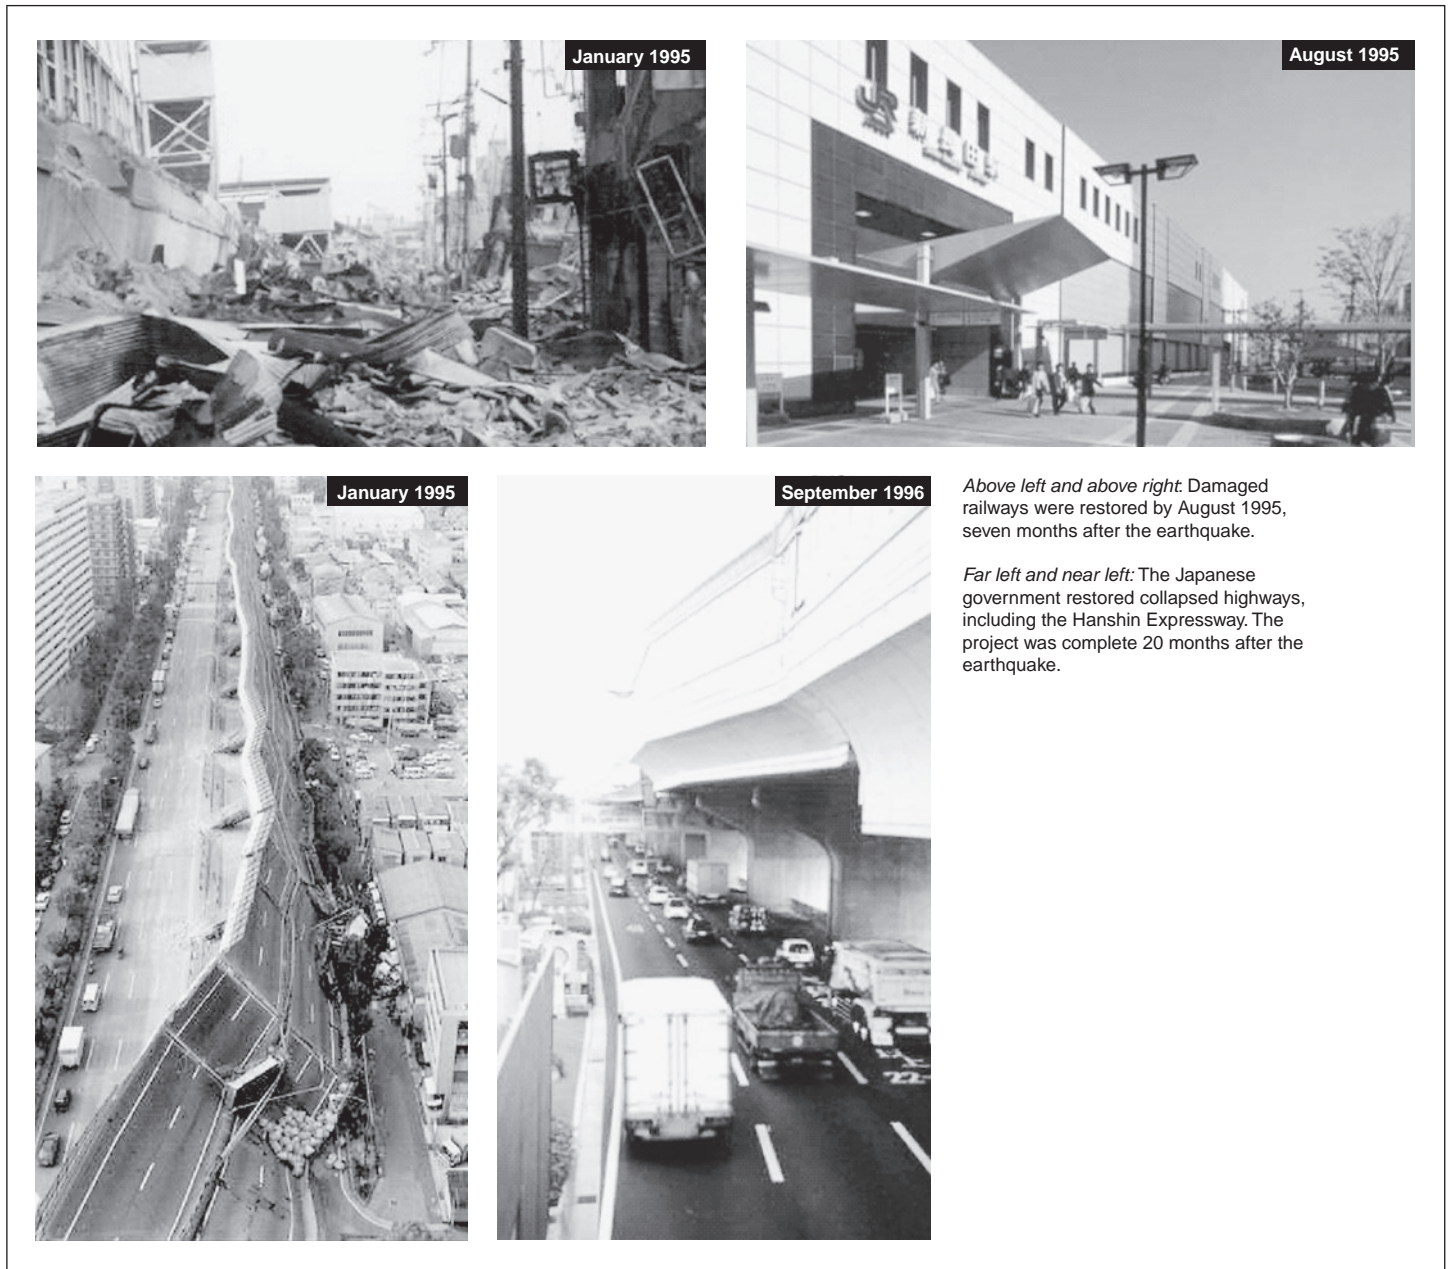 January 1995
August 1995
JR
January 1995
September 1996
Above left and above right: Damaged
railways were restored by August 1995,
seven months after the earthquake.
Far left and near left: The Japanese
government restored collapsed highways,
including the Hanshin Expressway. The
project was complete 20 months after the
earthquake.